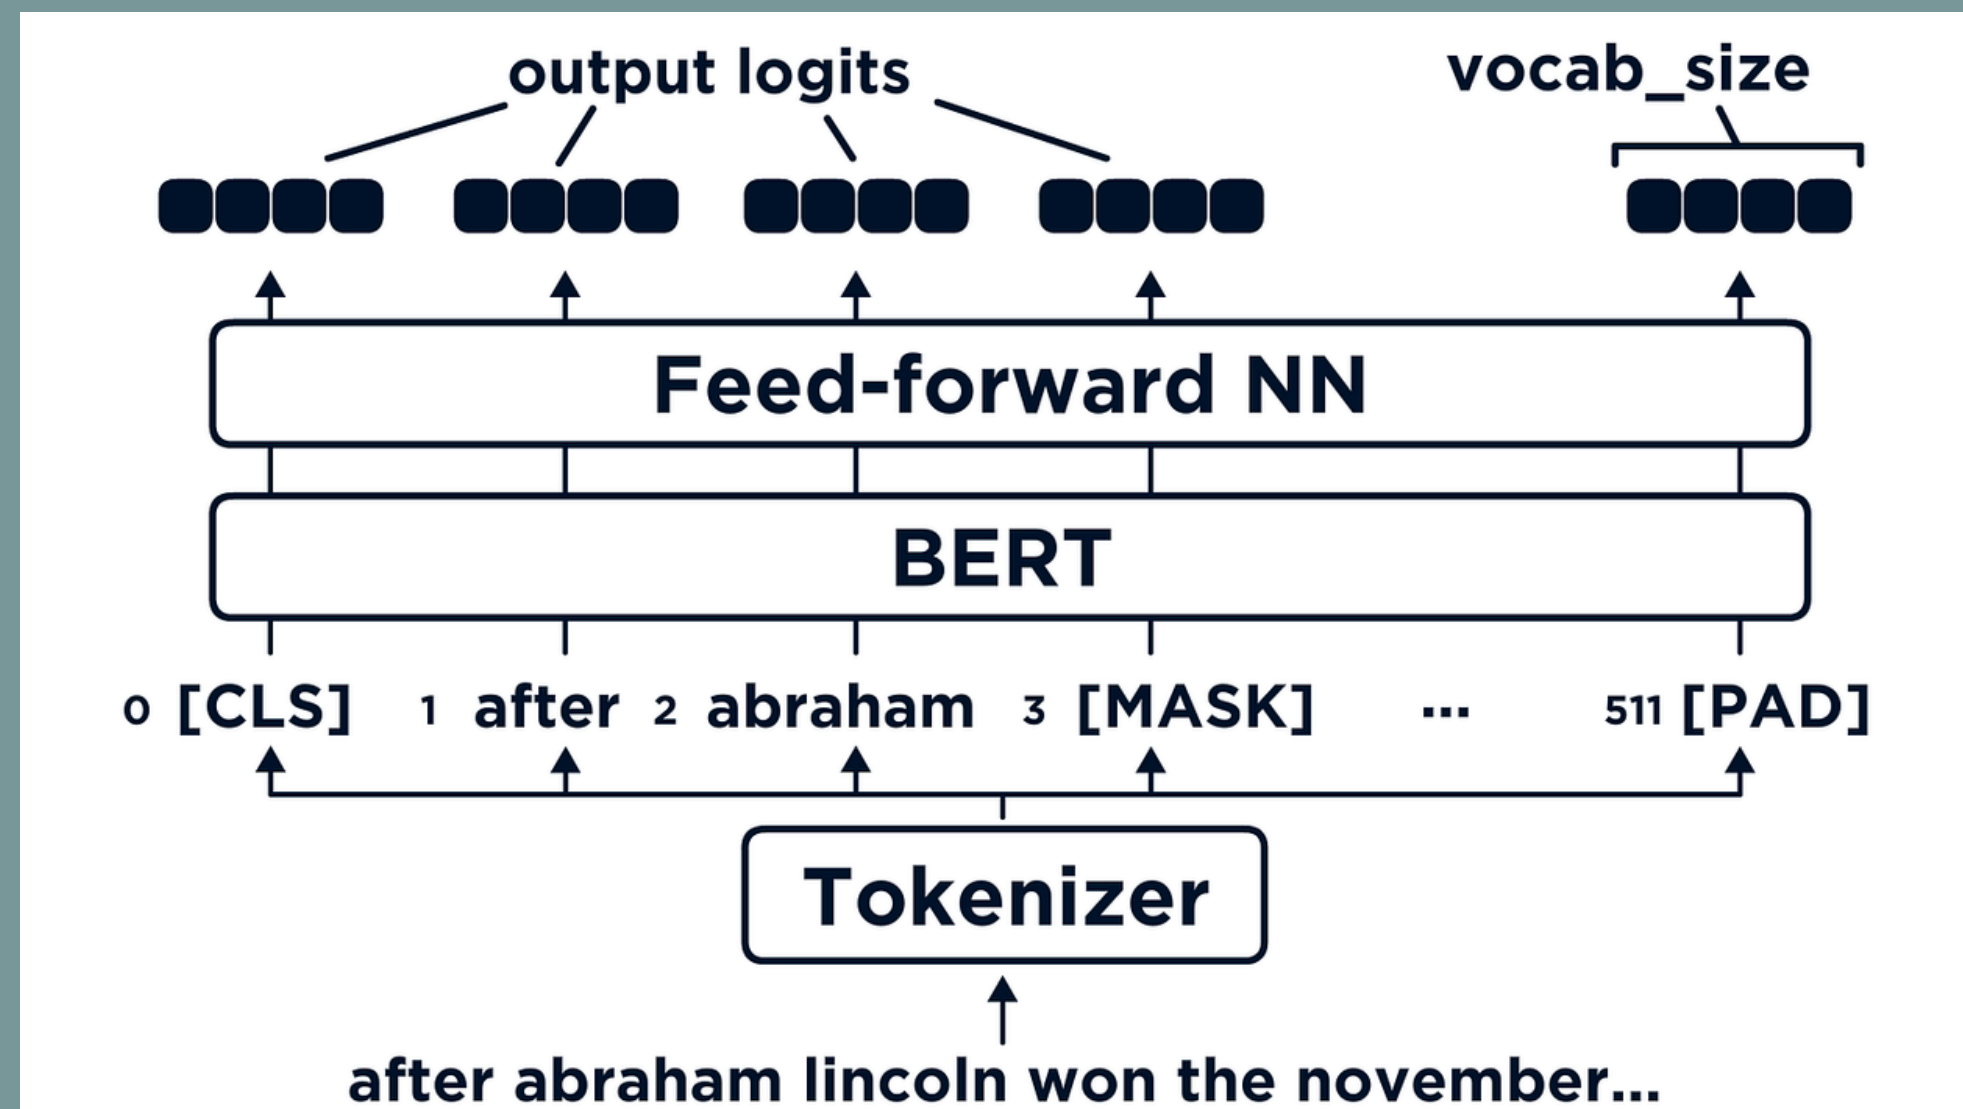 output logits
vocab_size
Feed-forward NN
BERT
0 [CLS] 1 after 2 abraham 3 [MASK] ... 511 [PAD]
Tokenizer
after abraham lincoln won the november...